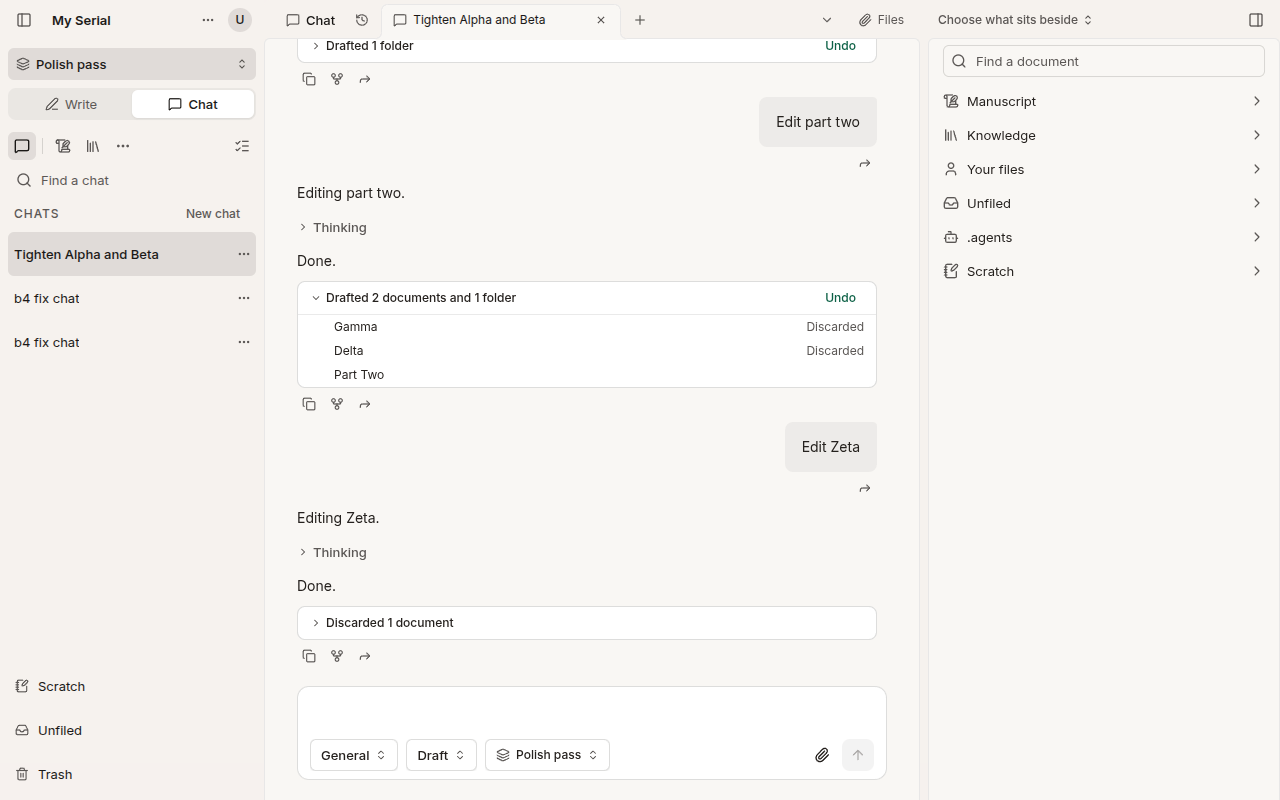 My Serial
U
Polish pass
Write
Chat
Find a chat
CHATS
New chat
Tighten Alpha and Beta
b4 fix chat
b4 fix chat
Scratch
Unfiled
Trash
Chat
Tighten Alpha and Beta
Files
Drafted 1 folder
Undo
Edit part two
Editing part two.
Thinking
Done.
Drafted 2 documents and 1 folder
Undo
Gamma
Discarded
Delta
Discarded
Part Two
Edit Zeta
Editing Zeta.
Thinking
Done.
Discarded 1 document
General
Draft
Polish pass
Choose what sits beside
Find a document
Manuscript
Knowledge
Your files
Unfiled
.agents
Scratch